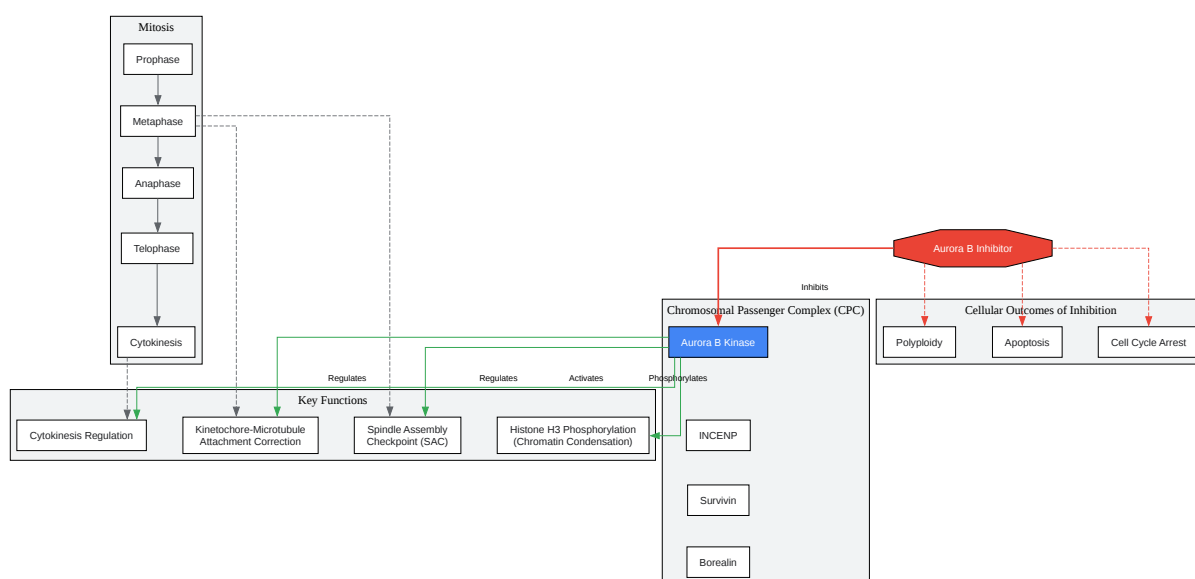 Mitosis
Prophase
Metaphase
Anaphase
Telophase
Cytokinesis
Aurora B Inhibitor
Inhibits
Chromosomal Passenger Complex (CPC)
Cellular Outcomes of Inhibition
Aurora B Kinase
Polyploidy
Apoptosis
Cell Cycle Arrest
Regulates
Regulates
Activates
Phosphorylates
Key Functions
Cytokinesis Regulation
Kinetochore-Microtubule
Attachment Correction
Spindle Assembly
Checkpoint (SAC)
Histone H3 Phosphorylation
(Chromatin Condensation)
INCENP
Survivin
Borealin